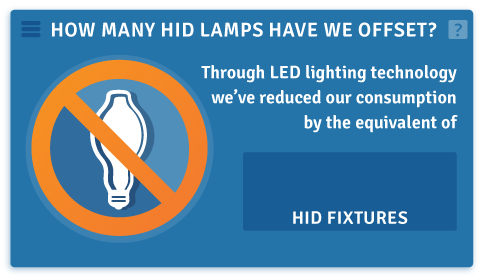 HOW MANY HID LAMPS HAVE WE OFFSET? ?
Through LED lighting technology
we've reduced our consumption
by the equivalent of
HID FIXTURES